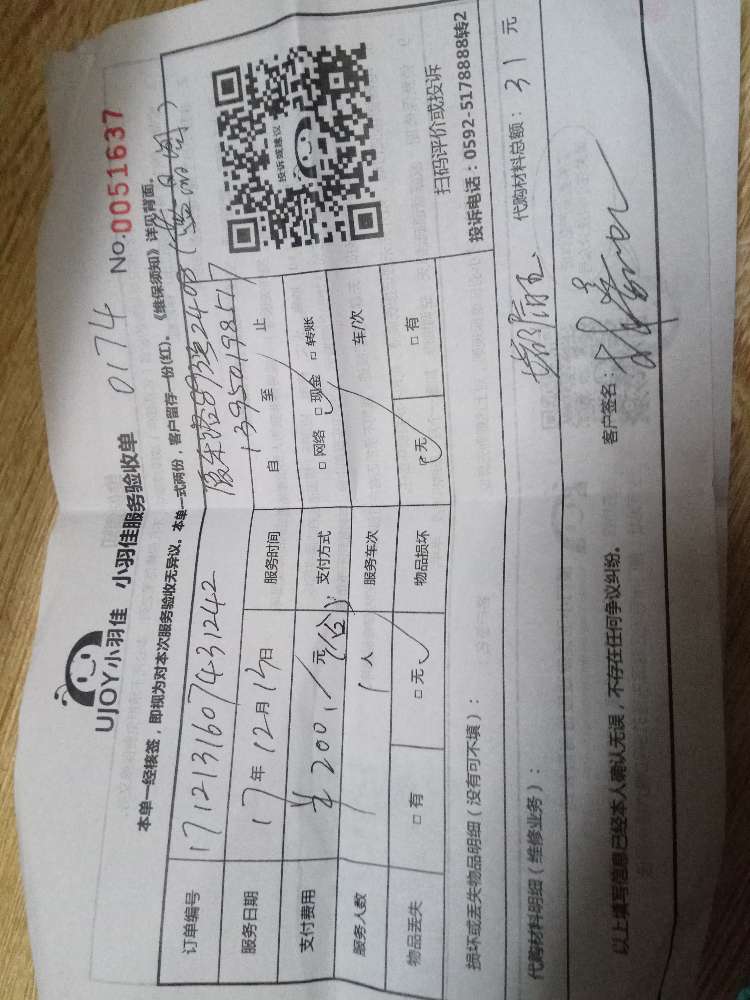 UJOY小羽佳 小羽佳服务验收单 0174 No.0051637
本单一经核签，即视为对本次服务验收无异议。本单一式两份，客户留存一份(红)。《维保须知》详见背面。
订单编号 1712131607431242
服务日期 17年12月13日 服务时间 自 至 止
13950198517
支付费用 ¥200 元 (公) 支付方式 □网络 □现金 □转账
服务人数 1 人 服务车次 车/次
物品丢失 □有 □无 物品损坏 □无 □有
投诉或建议
扫码评价或投诉
投诉电话：0592-5178888转2
损坏或丢失物品明细（没有可不填）：
代购材料明细（维修业务）： 代购材料总额：31 元
以上填写信息已经本人确认无误，不存在任何争议纠纷。 客户签名：